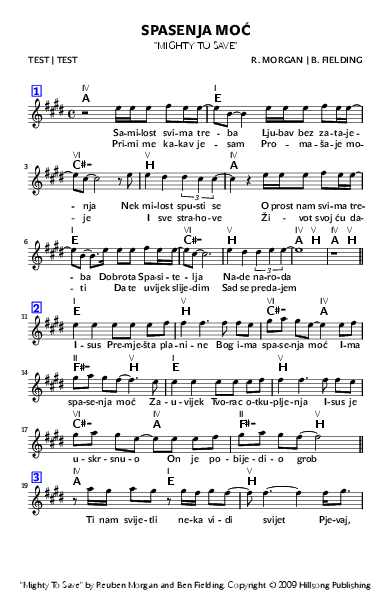 SPASENJA MOĆ
"MIGHTY TO SAVE"
TEST | TEST R. MORGAN | B. FIELDING
1 IV I
A E
Sa-mi-lost svi-ma tre - ba Lju-bav bez za-ta-je-
Pri-mi me ka-kav je - sam Pro - ma - ša-je mo-
3 VI V IV
C#- H A
- nja Nek mi-lost spu-sti se O prost nam svi-ma tre-
- je I sve stra-ho-ve Ži - vot svoj ću da-
3
6 I VI V IV V IV V
E C#- H A H A H
- ba Dobrota Spa-si-te - lja Na-de na-ro-da
- ti Da te uvijek slije-dim Sad se predajem
3
2 I V VI IV
11 E H C#- A
I - sus Pre-mje-šta pla-ni - ne Bog i-ma spa-se-nja moć I-ma
14 II V I V
F#- H E H
spa-se-nja moć Za - u-vijek Tvo-rac o-tku-plje-nja I-sus je
17 VI IV II V
C#- A F#- H
u - skr-snu-o On je po - bije-di - o grob
3 IV I V
19 A E H
Ti nam svije-tli ne-ka vi - di svijet Pje-vaj,
"Mighty To Save" by Reuben Morgan and Ben Fielding. Copyright © 2009 Hillsong Publishing